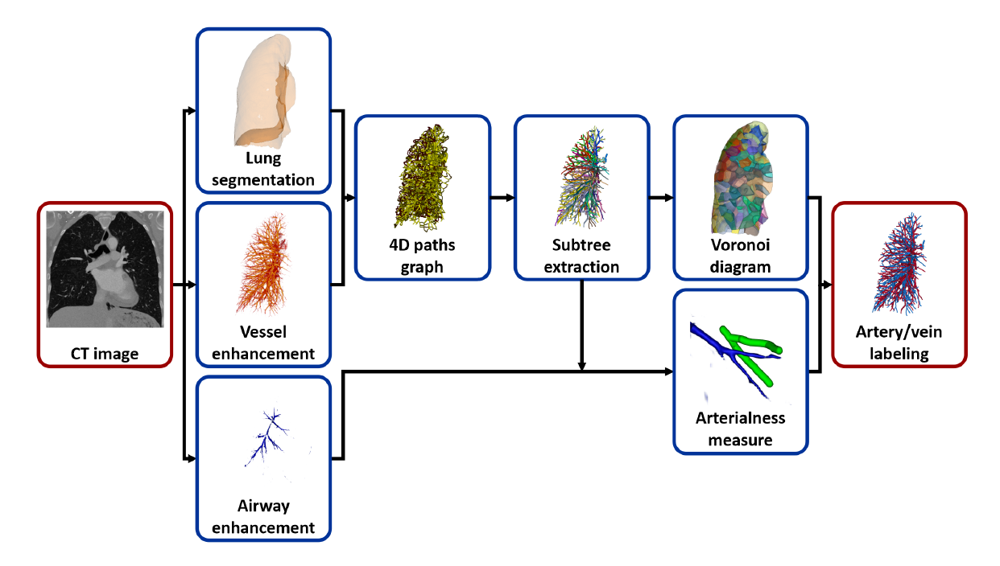 Lung
segmentation
CT image
Vessel
enhancement
Airway
enhancement
4D paths
graph
Subtree
extraction
Voronoi
diagram
Arterialness
measure
Artery/vein
labeling